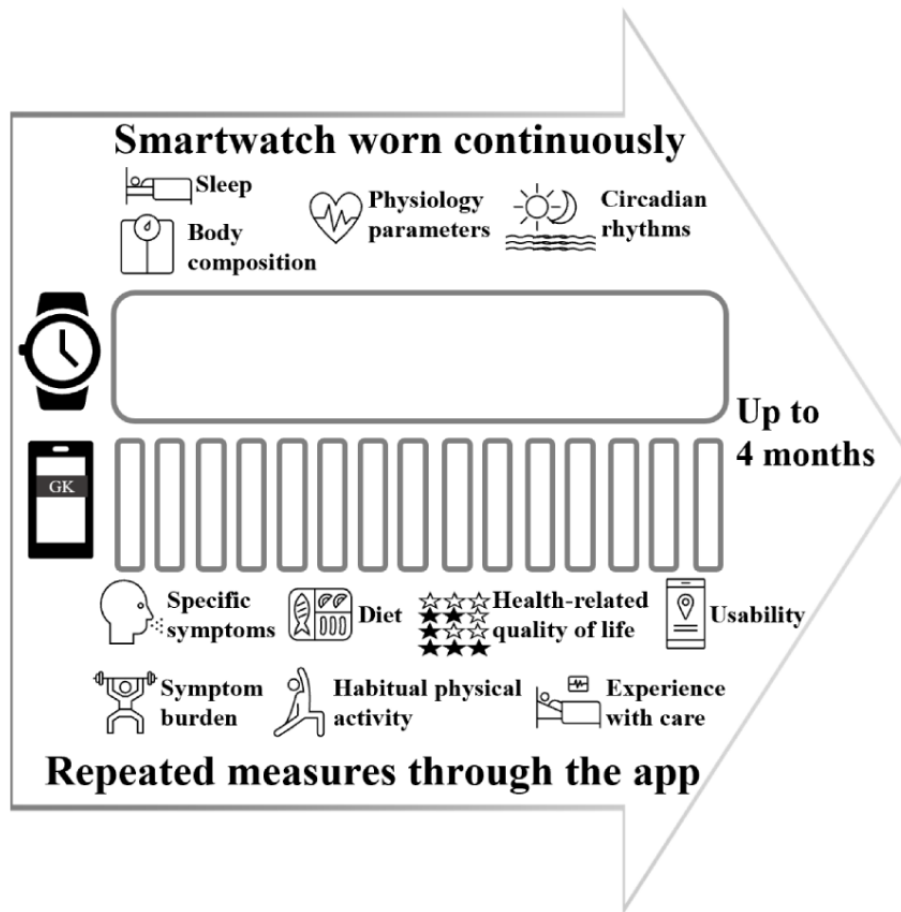 Smartwatch worn continuously
Sleep
Physiology
parameters
Circadian
rhythms
Body
composition
Up to
4 months
GK
Specific
symptoms
Diet
Health-related
quality of life
Usability
Symptom
burden
Habitual physical
activity
Experience
with care
Repeated measures through the app